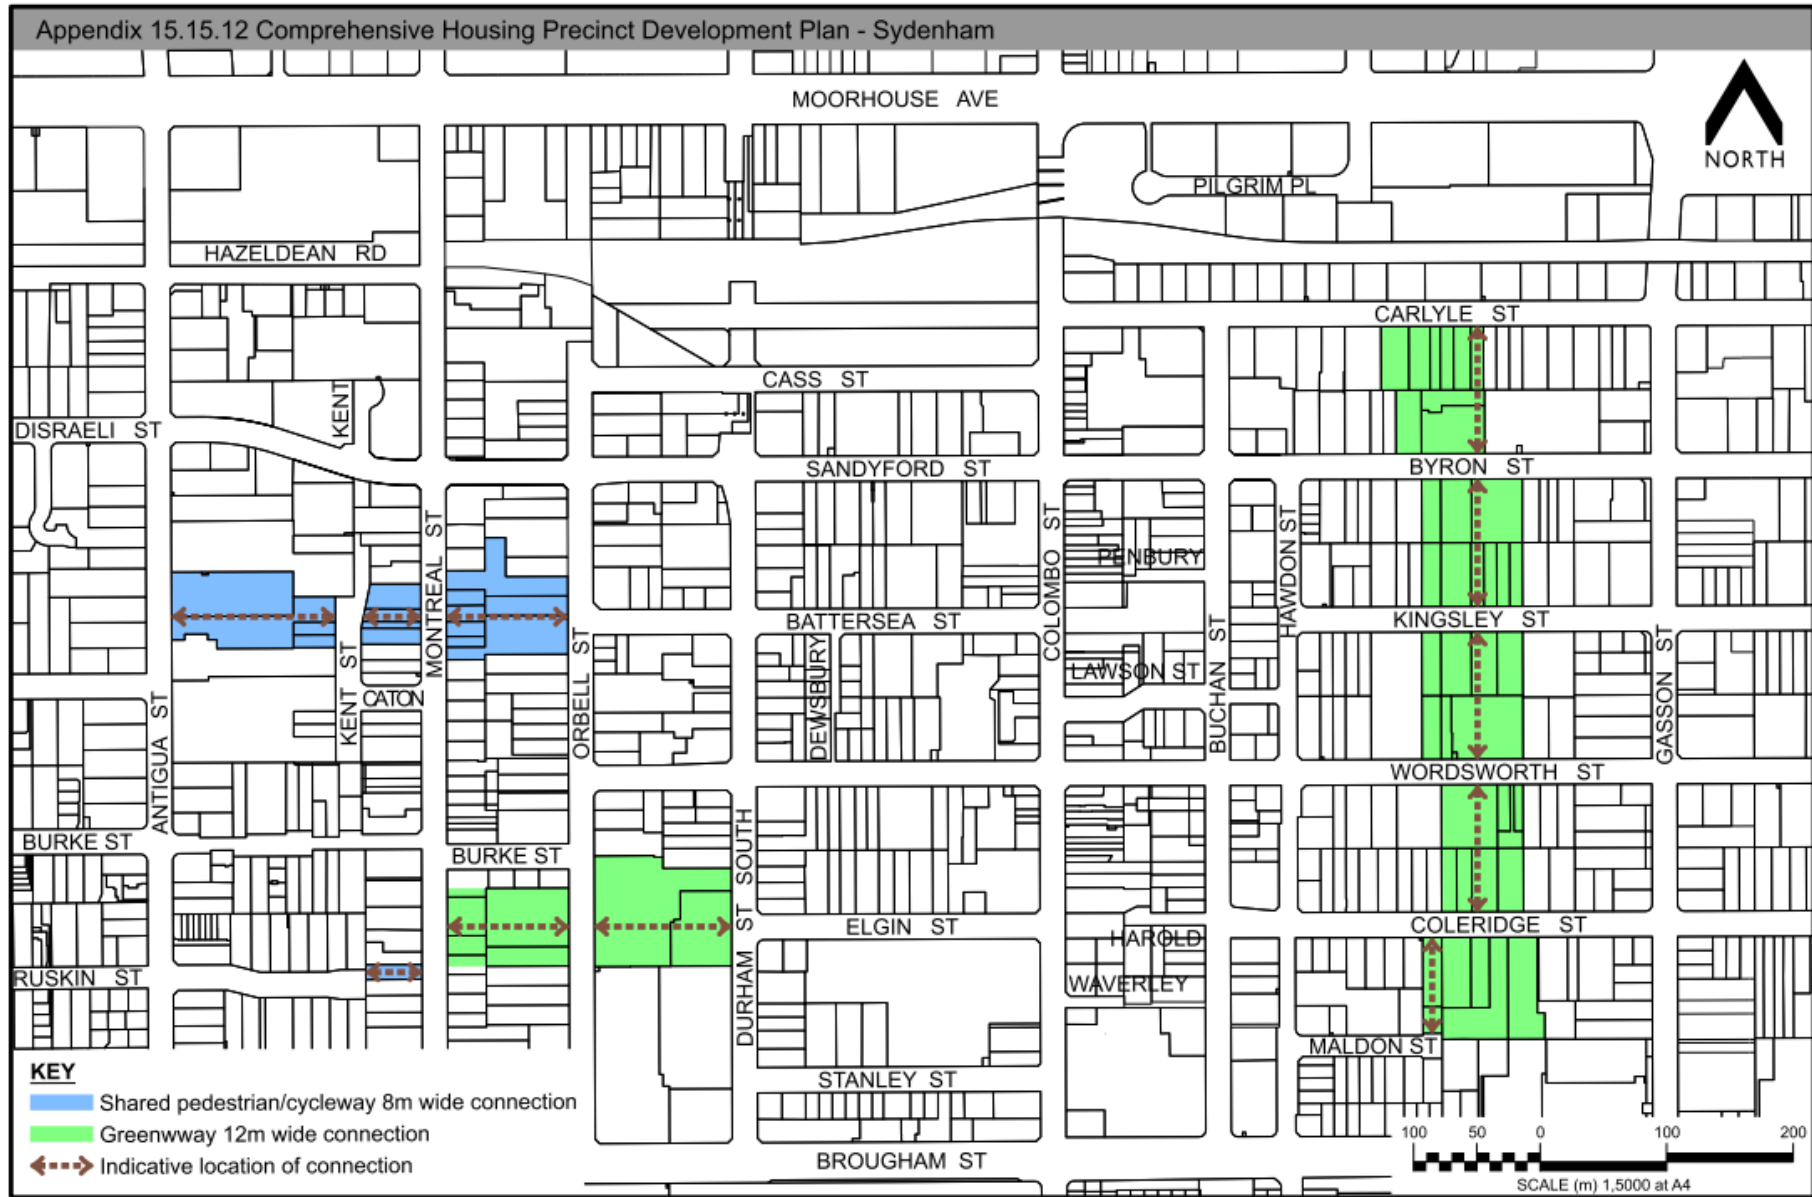 Appendix 15.15.12 Comprehensive Housing Precinct Development Plan - Sydenham
MOORHOUSE AVE
NORTH
PILGRIM PL
HAZELDEAN RD
CARLYLE ST
CASS ST
KENT
DISRAELI ST
SANDYFORD ST
BYRON ST
MONTREAL ST
COLOMBO ST
HAWDON ST
PENBURY
BATTERSEA ST
KINGSLEY ST
BUCHAN ST
GASSON ST
ORBELL ST
KENT ST
DEWSBURY
LAWSON ST
CATON
ANTIGUA ST
WORDSWORTH ST
BURKE ST
BURKE ST
DURHAM ST SOUTH
ELGIN ST
COLERIDGE ST
HAROLD
RUSKIN ST
WAVERLEY
MALDON ST
STANLEY ST
BROUGHAM ST
KEY
Shared pedestrian/cycleway 8m wide connection
Greenwway 12m wide connection
Indicative location of connection
100 50 0 100 200
SCALE (m) 1,5000 at A4